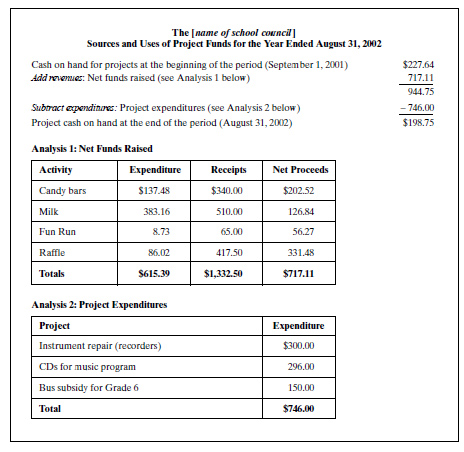 The [name of school council]
Sources and Uses of Project Funds for the Year Ended August 31, 2002
Cash on hand for projects at the beginning of the period (September 1, 2001) $227.64
Add revenues: Net funds raised (see Analysis 1 below) 717.11
944.75
Subtract expenditures: Project expenditures (see Analysis 2 below) – 746.00
Project cash on hand at the end of the period (August 31, 2002) $198.75
Analysis 1: Net Funds Raised
Activity Expenditure Receipts Net Proceeds
Candy bars $137.48 $340.00 $202.52
Milk 383.16 510.00 126.84
Fun Run 8.73 65.00 56.27
Raffle 86.02 417.50 331.48
Totals $615.39 $1,332.50 $717.11
Analysis 2: Project Expenditures
Project Expenditure
Instrument repair (recorders) $300.00
CDs for music program 296.00
Bus subsidy for Grade 6 150.00
Total $746.00